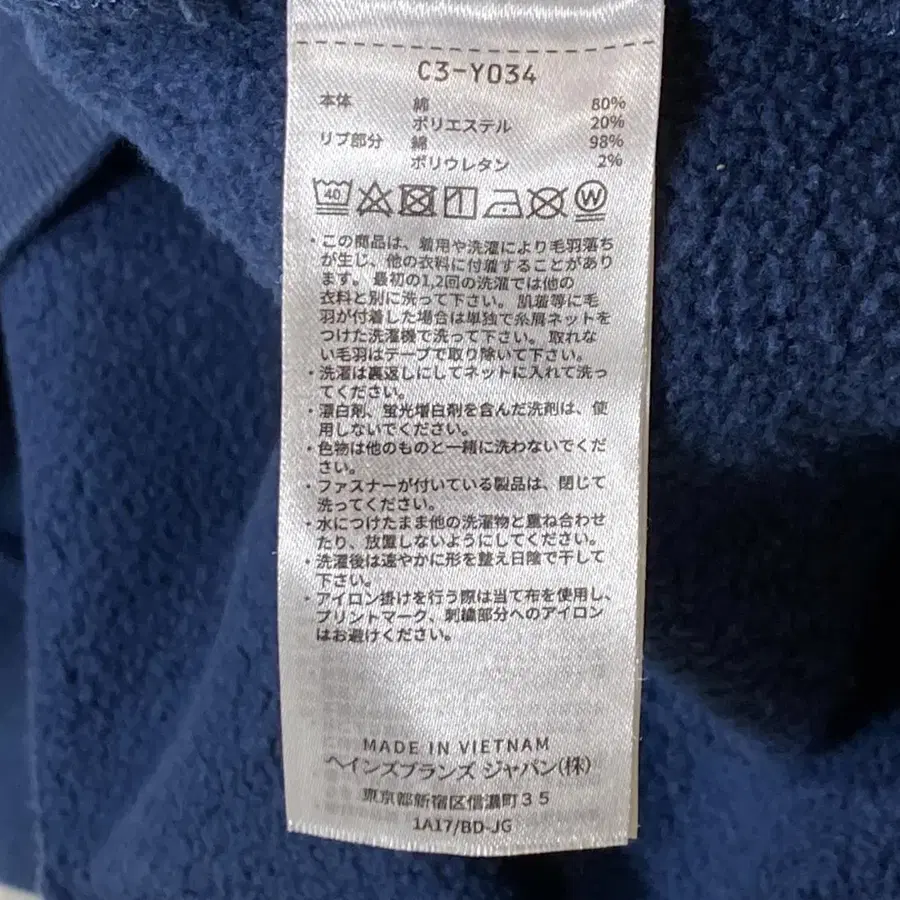 C3-Y034
本体 綿 80%
ポリエステル 20%
リブ部分 綿 98%
ポリウレタン 2%
40 W
・この商品は、着用や洗濯により毛羽落ち
が生じ、他の衣料に付着することがあり
ます。 最初の1,2回の洗濯では他の
衣料と別に洗って下さい。 肌着等に毛
羽が付着した場合は単独で糸屑ネットを
つけた洗濯機で洗って下さい。 取れな
い毛羽はテープで取り除いて下さい。
・洗濯は裏返しにしてネットに入れて洗っ
てください。
・漂白剤、蛍光増白剤を含んだ洗剤は、使
用しないでください。
・色物は他のものと一緒に洗わないでくだ
さい。
・ファスナーが付いている製品は、閉じて
洗ってください。
・水につけたまま他の洗濯物と重ね合わせ
たり、放置しないようにしてください。
・洗濯後は速やかに形を整え日陰で干して
下さい。
・アイロン掛けを行う際は当て布を使用し、
プリントマーク、刺繍部分へのアイロン
はお避けください。
MADE IN VIETNAM
ヘインズブランズ ジャパン(株)
東京都新宿区信濃町35
1A17/BD-JG